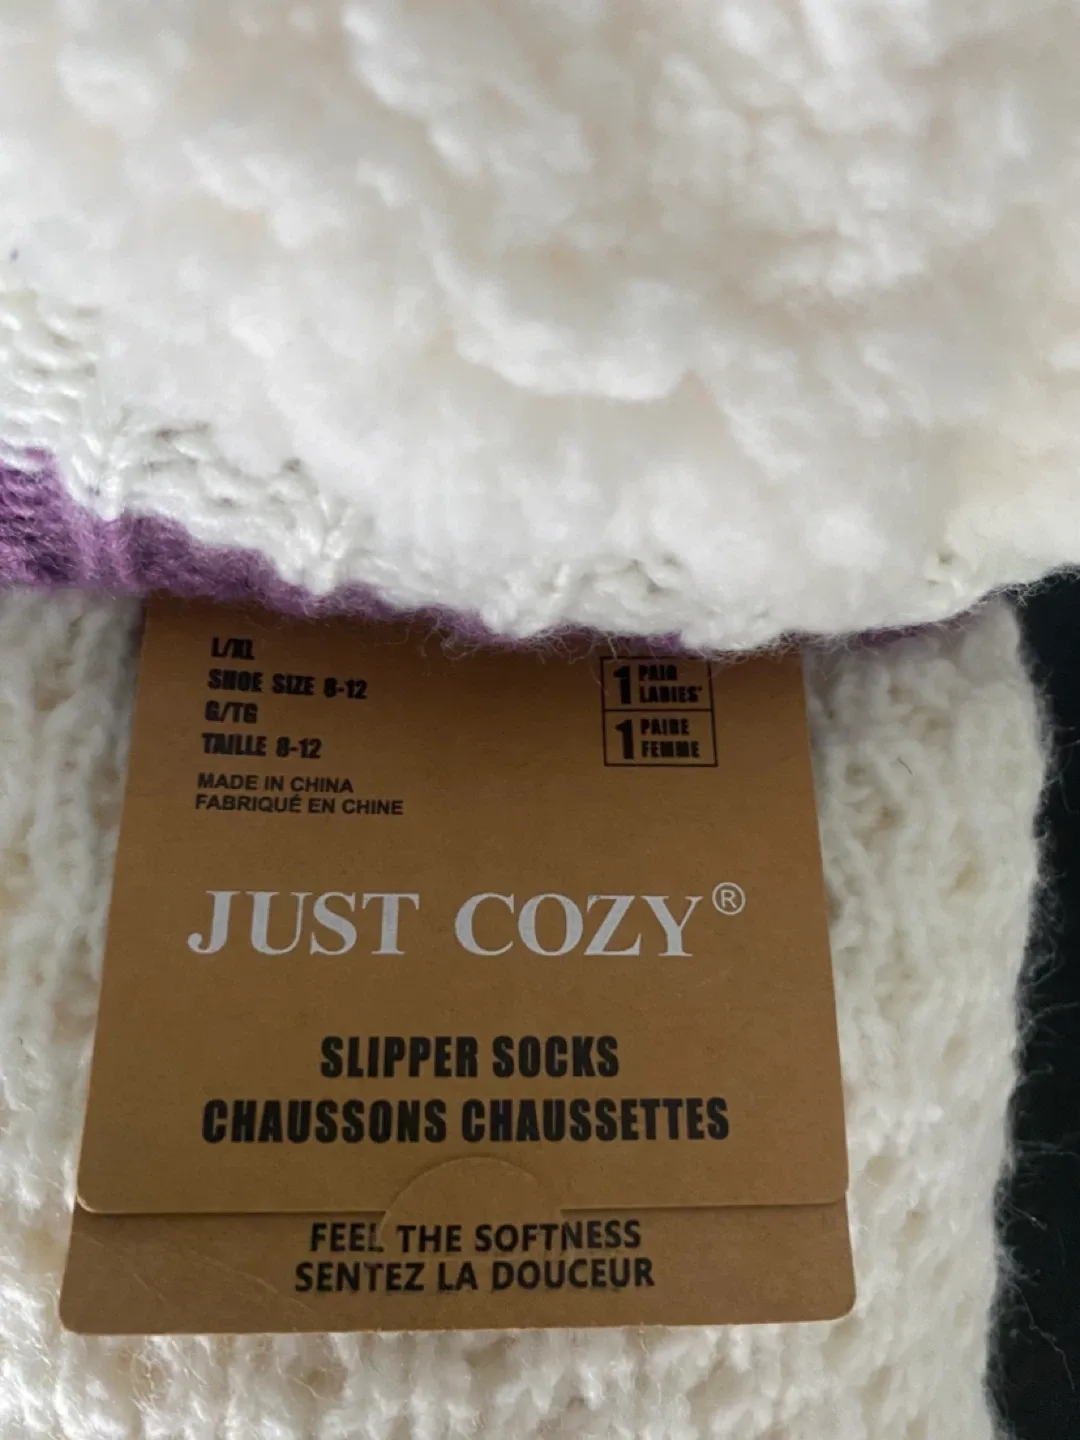 L/XL
SHOE SIZE 8-12
G/TG
TAILLE 8-12
MADE IN CHINA
FABRIQUÉ EN CHINE
1 PAIR
LADIES'
1 PAIRE
FEMME
JUST COZY®
SLIPPER SOCKS
CHAUSSONS CHAUSSETTES
FEEL THE SOFTNESS
SENTEZ LA DOUCEUR